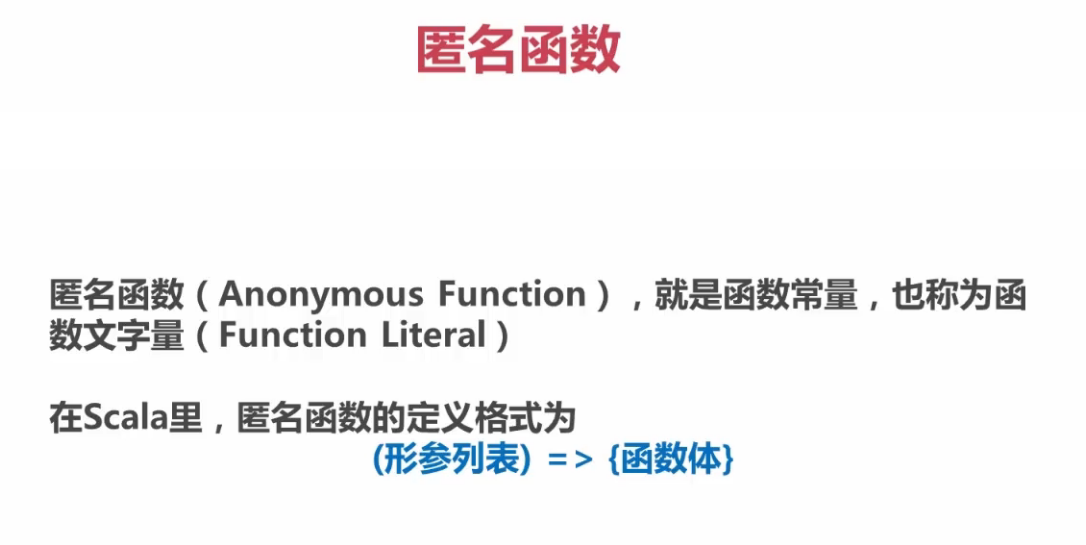 匿名函数
匿名函数（Anonymous Function），就是函数常量，也称为函
数文字量（Function Literal）
在Scala里，匿名函数的定义格式为
(形参列表) => {函数体}